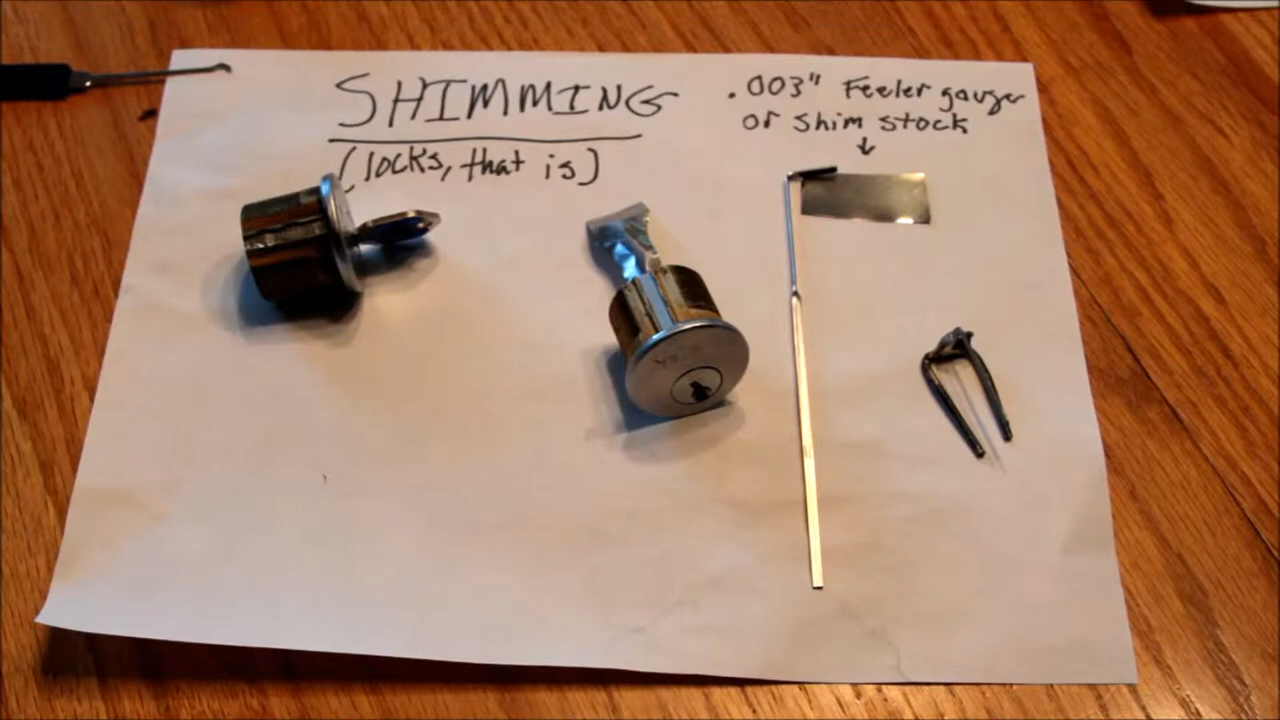 SHIMMING
(locks, that is)
.003" Feeler gauge
or shim stock